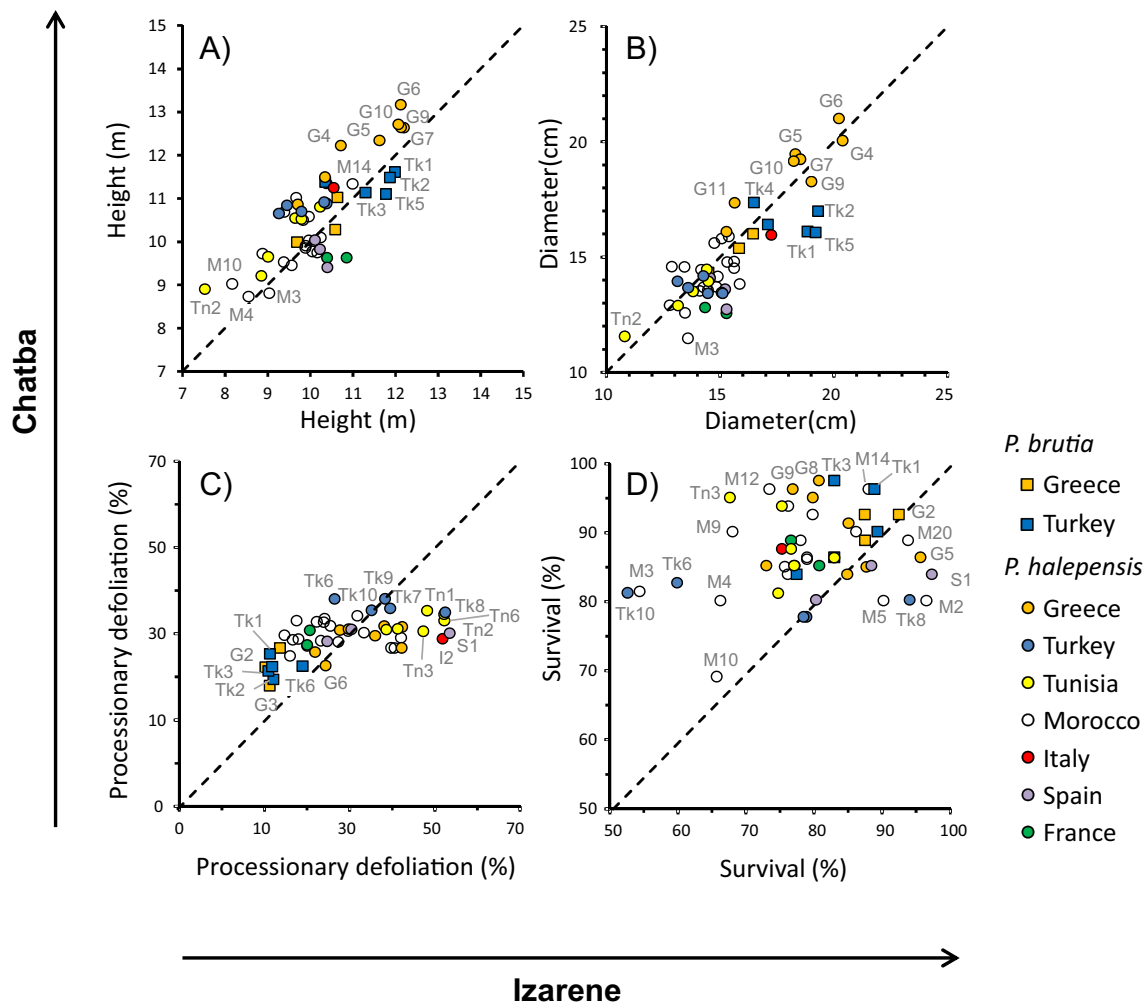 Chatba
A)
Height (m)
15
14
13
12
11
10
9
8
7
7 8 9 10 11 12 13 14 15
Height (m)
G6
G10
G9
G5
G4
G7
M14
Tk1
Tk2
Tk3
Tk5
M10
M3
M4
Tn2
B)
Diameter(cm)
25
20
15
10
10 15 20 25
Diameter(cm)
G6
G5
G4
G10
G7
G9
G11
Tk4
Tk2
Tk1
Tk5
Tn2
M3
C)
Processionary defoliation (%)
70
50
30
10
0
0 10 30 50 70
Processionary defoliation (%)
Tk6
Tk9
Tk10
Tk7
Tn1
Tk8
Tn6
Tn2
S1
I2
Tn3
Tk1
G2
Tk3
Tk2
Tk6
G6
G3
D)
Survival (%)
100
90
80
70
60
50
50 60 70 80 90 100
Survival (%)
M12
G9
G8
Tk3
M14
Tk1
Tn3
G2
M9
M20
G5
Tk6
M3
M4
S1
Tk10
M5
Tk8
M2
M10
P. brutia
Greece
Turkey
P. halepensis
Greece
Turkey
Tunisia
Morocco
Italy
Spain
France
Izarene